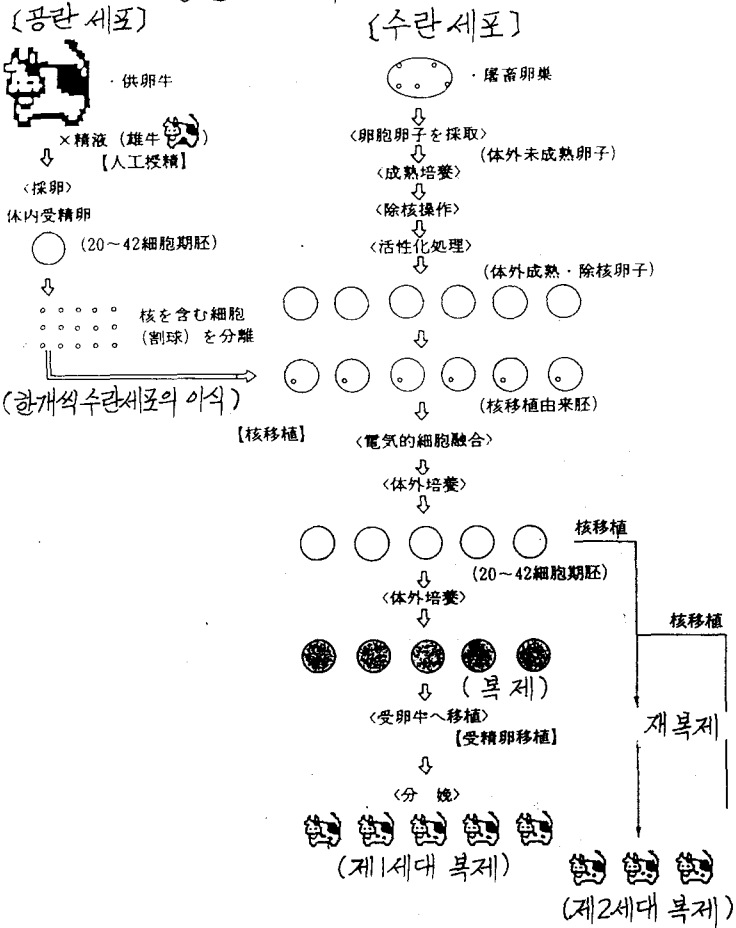 [공란 세포]
・供卵牛
×精液 (雄牛)
【人工授精】
〈採卵〉
体内受精卵
(20～42細胞期胚)
核を含む細胞
(割球) を分離
(한개씩 수란세포의 이식)
[수란 세포]
・屠畜卵巣
〈卵胞卵子を採取〉
(体外未成熟卵子)
〈成熟培養〉
〈除核操作〉
〈活性化処理〉
(体外成熟・除核卵子)
(核移植由来胚)
【核移植】
〈電気的細胞融合〉
〈体外培養〉
(20～42細胞期胚)
〈体外培養〉
(복제)
〈受卵牛へ移植〉
【受精卵移植】
〈分 娩〉
(제1세대 복제)
核移植
核移植
재복제
(제2세대 복제)